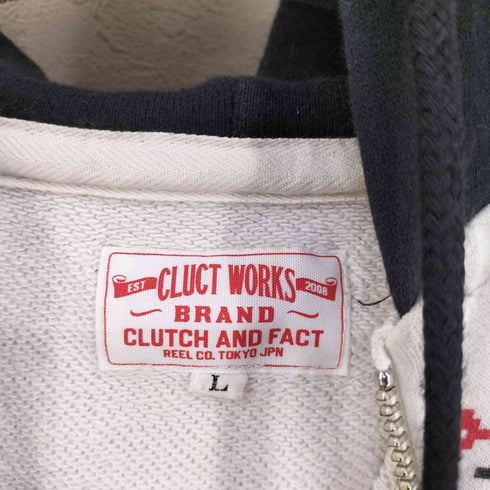 EST CLUCT WORKS 2008
BRAND
CLUTCH AND FACT
REEL CO. TOKYO JPN
L